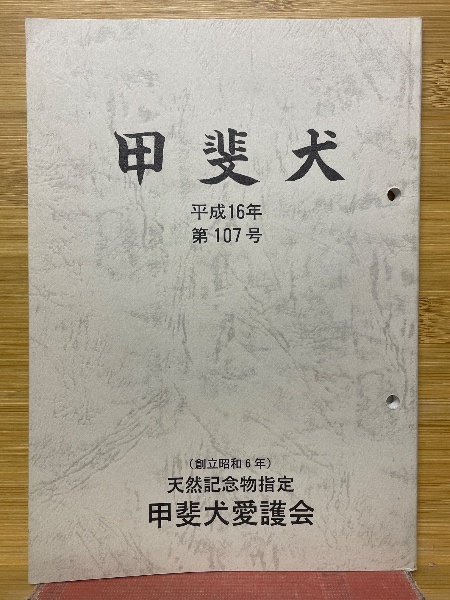 甲斐犬
平成16年
第107号
（創立昭和6年）
天然記念物指定
甲斐犬愛護会